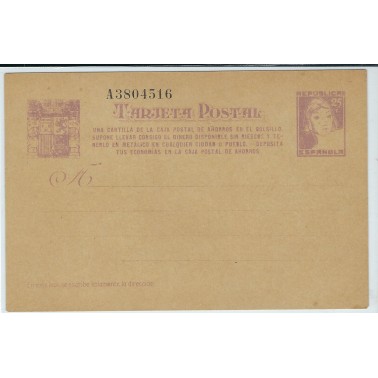 A3804516
TARJETA POSTAL
REPUBLICA
25
ESPAÑOLA
UNA CARTILLA DE LA CAJA POSTAL DE AHORROS EN EL BOLSILLO,
SUPONE LLEVAR CONSIGO EL DINERO DISPONIBLE SIN RIESGOS Y TE-
NERLO EN METÁLICO EN CUALQUIER CIUDAD O PUEBLO. — DEPOSITA
TUS ECONOMÍAS EN LA CAJA POSTAL DE AHORROS.